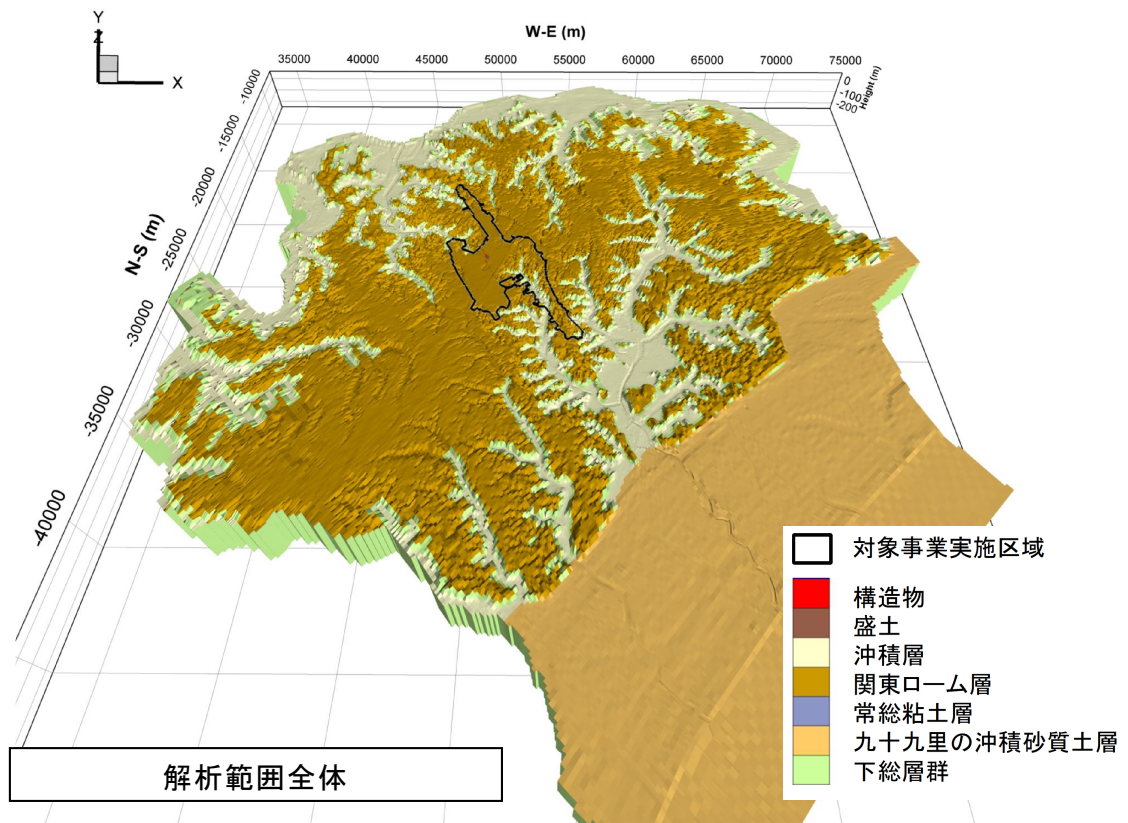 Y
Z
X
W-E (m)
35000 40000 45000 50000 55000 60000 65000 70000 75000
0
-100
-200
Height (m)
-10000
-15000
-20000
-25000
-30000
-35000
-40000
N-S (m)
対象事業実施区域
構造物
盛土
沖積層
関東ローム層
常総粘土層
九十九里の沖積砂質土層
下総層群
解析範囲全体